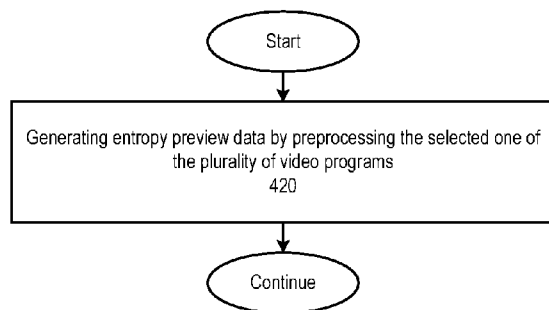 Start
Generating entropy preview data by preprocessing the selected one of
the plurality of video programs
420
Continue